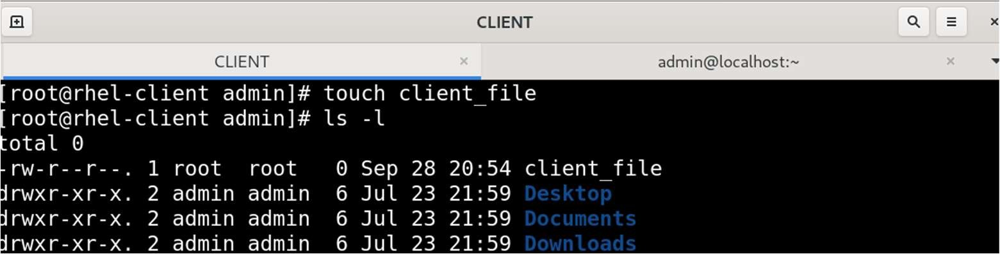 CLIENT
CLIENT admin@localhost:~
[root@rhel-client admin]# touch client_file
[root@rhel-client admin]# ls -l
total 0
-rw-r--r--. 1 root  root   0 Sep 28 20:54 client_file
drwxr-xr-x. 2 admin admin  6 Jul 23 21:59 Desktop
drwxr-xr-x. 2 admin admin  6 Jul 23 21:59 Documents
drwxr-xr-x. 2 admin admin  6 Jul 23 21:59 Downloads